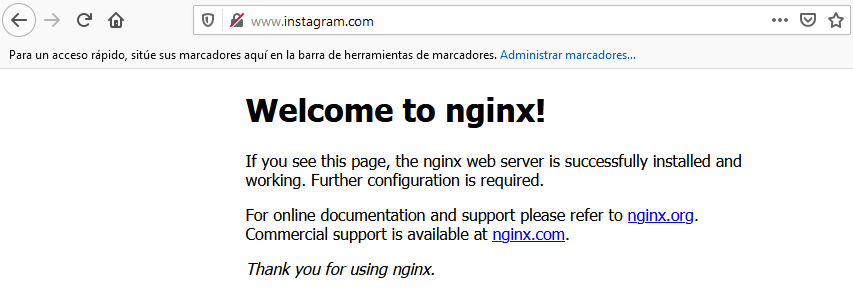 www.instagram.com
Para un acceso rápido, sitúe sus marcadores aquí en la barra de herramientas de marcadores. Administrar marcadores...
Welcome to nginx!
If you see this page, the nginx web server is successfully installed and
working. Further configuration is required.
For online documentation and support please refer to nginx.org.
Commercial support is available at nginx.com.
Thank you for using nginx.